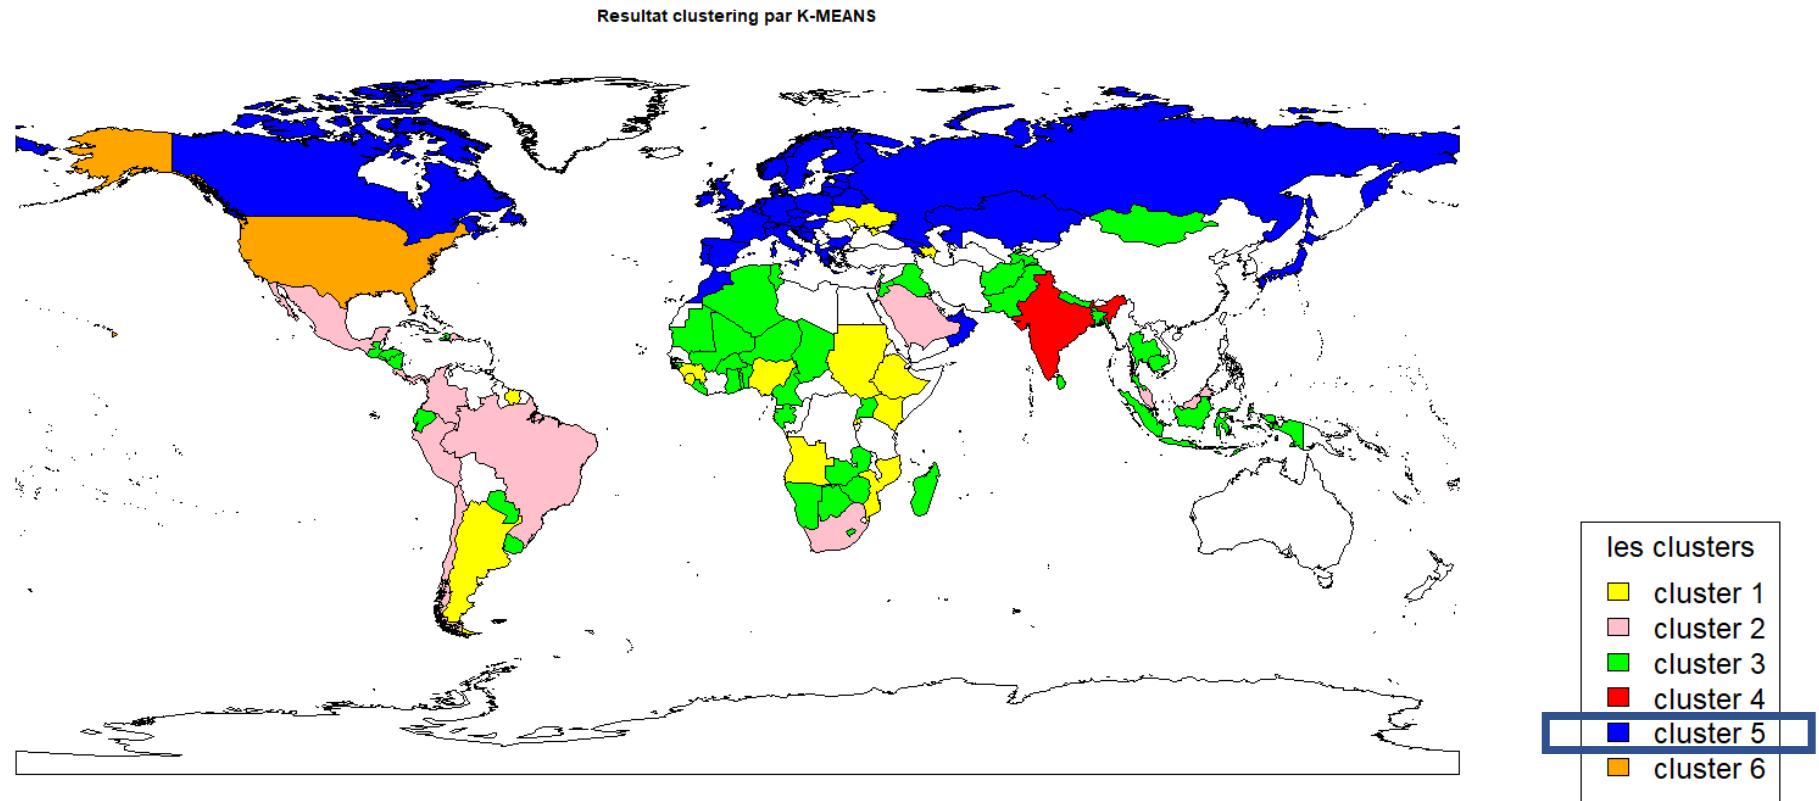 Resultat clustering par K-MEANS
les clusters
cluster 1
cluster 2
cluster 3
cluster 4
cluster 5
cluster 6